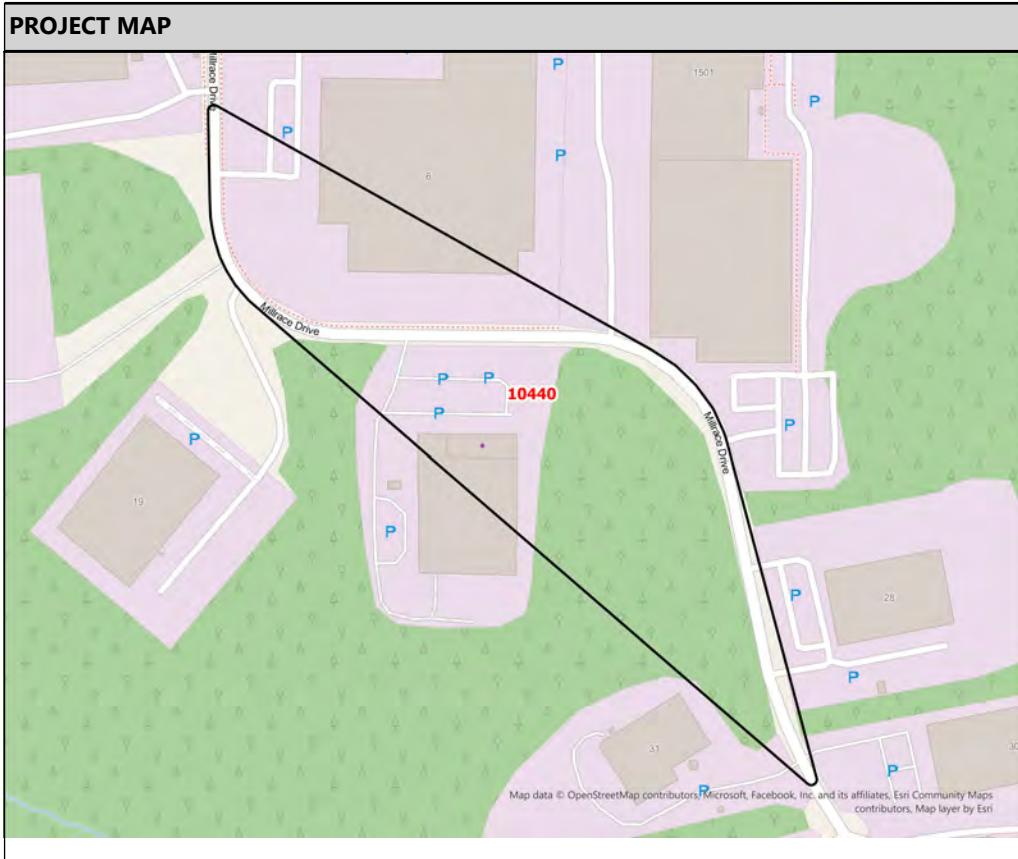 PROJECT MAP
Millrace Drive
P
1501
P
P
P
6
Millrace Drive
P
P
10440
P
Millrace Drive
P
P
19
P
P
28
P
31
30
P
P
Map data © OpenStreetMap contributors, Microsoft, Facebook, Inc. and its affiliates, Esri Community Maps
contributors, Map layer by Esri